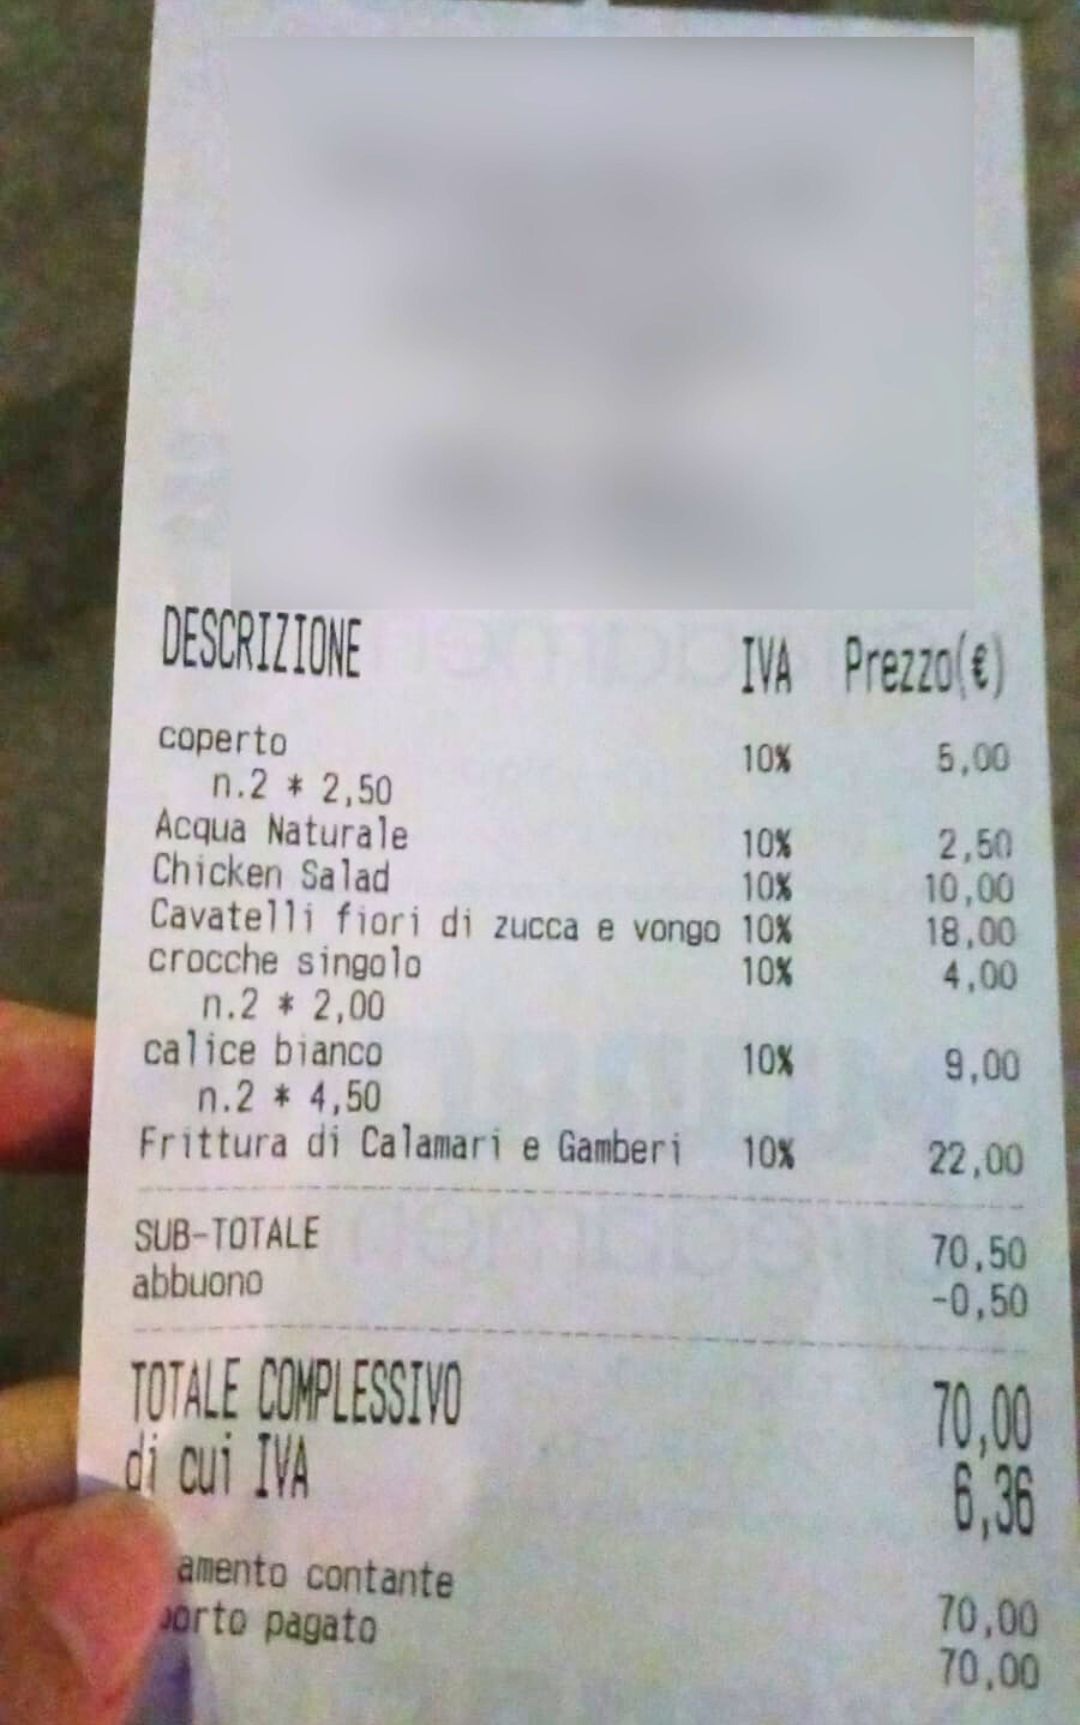 DESCRIZIONE IVA Prezzo(€)
coperto 10% 5,00
n.2 * 2,50
Acqua Naturale 10% 2,50
Chicken Salad 10% 10,00
Cavatelli fiori di zucca e vongo 10% 18,00
crocche singolo 10% 4,00
n.2 * 2,00
calice bianco 10% 9,00
n.2 * 4,50
Frittura di Calamari e Gamberi 10% 22,00
SUB-TOTALE 70,50
abbuono -0,50
TOTALE COMPLESSIVO 70,00
di cui IVA 6,36
amento contante 70,00
orto pagato 70,00